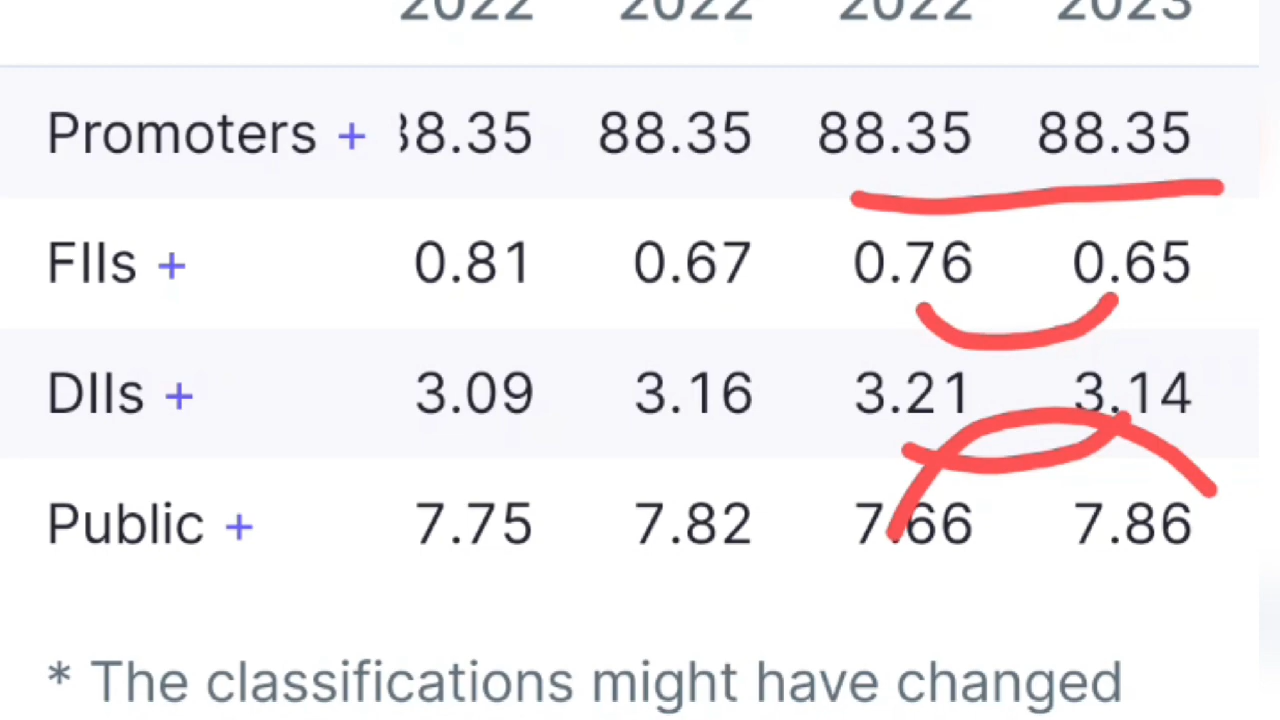 2022 2022 2022 2023
Promoters + 88.35 88.35 88.35
FIIs + 0.81 0.67 0.76 0.65
DIIs + 3.09 3.16 3.21 3.14
Public + 7.75 7.82 7.66 7.86
* The classifications might have changed